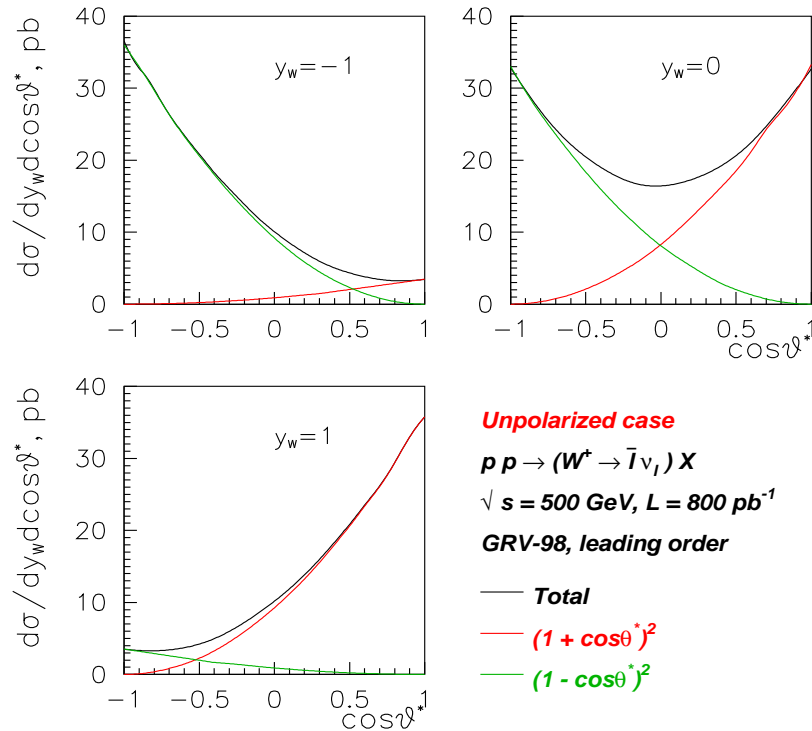 dσ/dy_W dcosϑ*, pb
40
30
20
10
0
y_W=−1
−1 −0.5 0 0.5 1
40
30
20
10
0
y_W=0
−1 −0.5 0 0.5 1
cosϑ*
dσ/dy_W dcosϑ*, pb
40
30
20
10
0
y_W=1
−1 −0.5 0 0.5 1
cosϑ*
Unpolarized case
p p → (W⁺ → l̄ ν_l ) X
√ s = 500 GeV, L = 800 pb⁻¹
GRV-98, leading order
Total
(1 + cosθ*)²
(1 - cosθ*)²